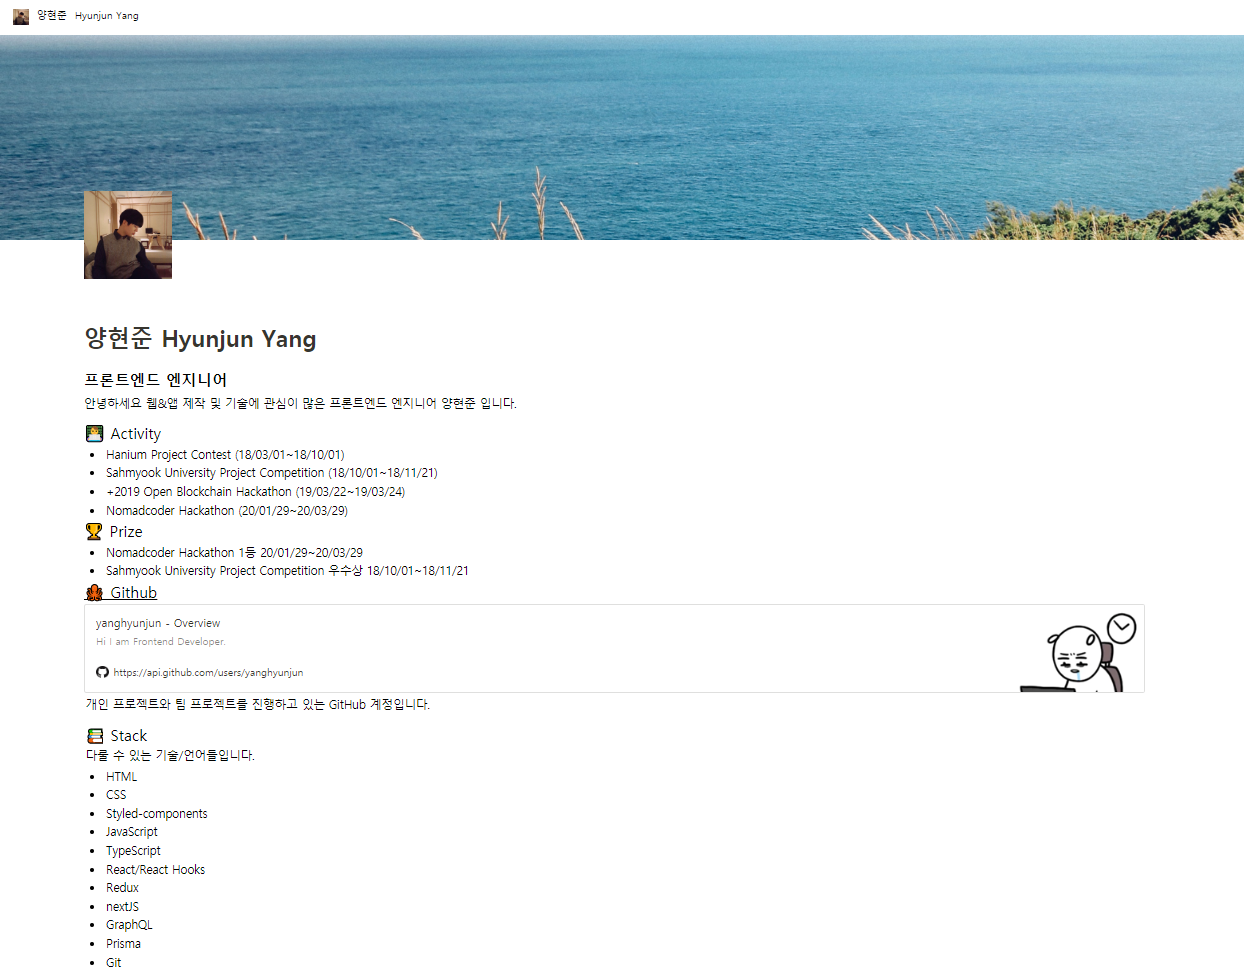 양현준 Hyunjun Yang
양현준 Hyunjun Yang
프론트엔드 엔지니어
안녕하세요 웹&앱 제작 및 기술에 관심이 많은 프론트엔드 엔지니어 양현준 입니다.
Activity
Hanium Project Contest (18/03/01~18/10/01)
Sahmyook University Project Competition (18/10/01~18/11/21)
+2019 Open Blockchain Hackathon (19/03/22~19/03/24)
Nomadcoder Hackathon (20/01/29~20/03/29)
Prize
Nomadcoder Hackathon 1등 20/01/29~20/03/29
Sahmyook University Project Competition 우수상 18/10/01~18/11/21
Github
yanghyunjun - Overview
Hi I am Frontend Developer.
https://api.github.com/users/yanghyunjun
개인 프로젝트와 팀 프로젝트를 진행하고 있는 GitHub 계정입니다.
Stack
다룰 수 있는 기술/언어들입니다.
HTML
CSS
Styled-components
JavaScript
TypeScript
React/React Hooks
Redux
nextJS
GraphQL
Prisma
Git